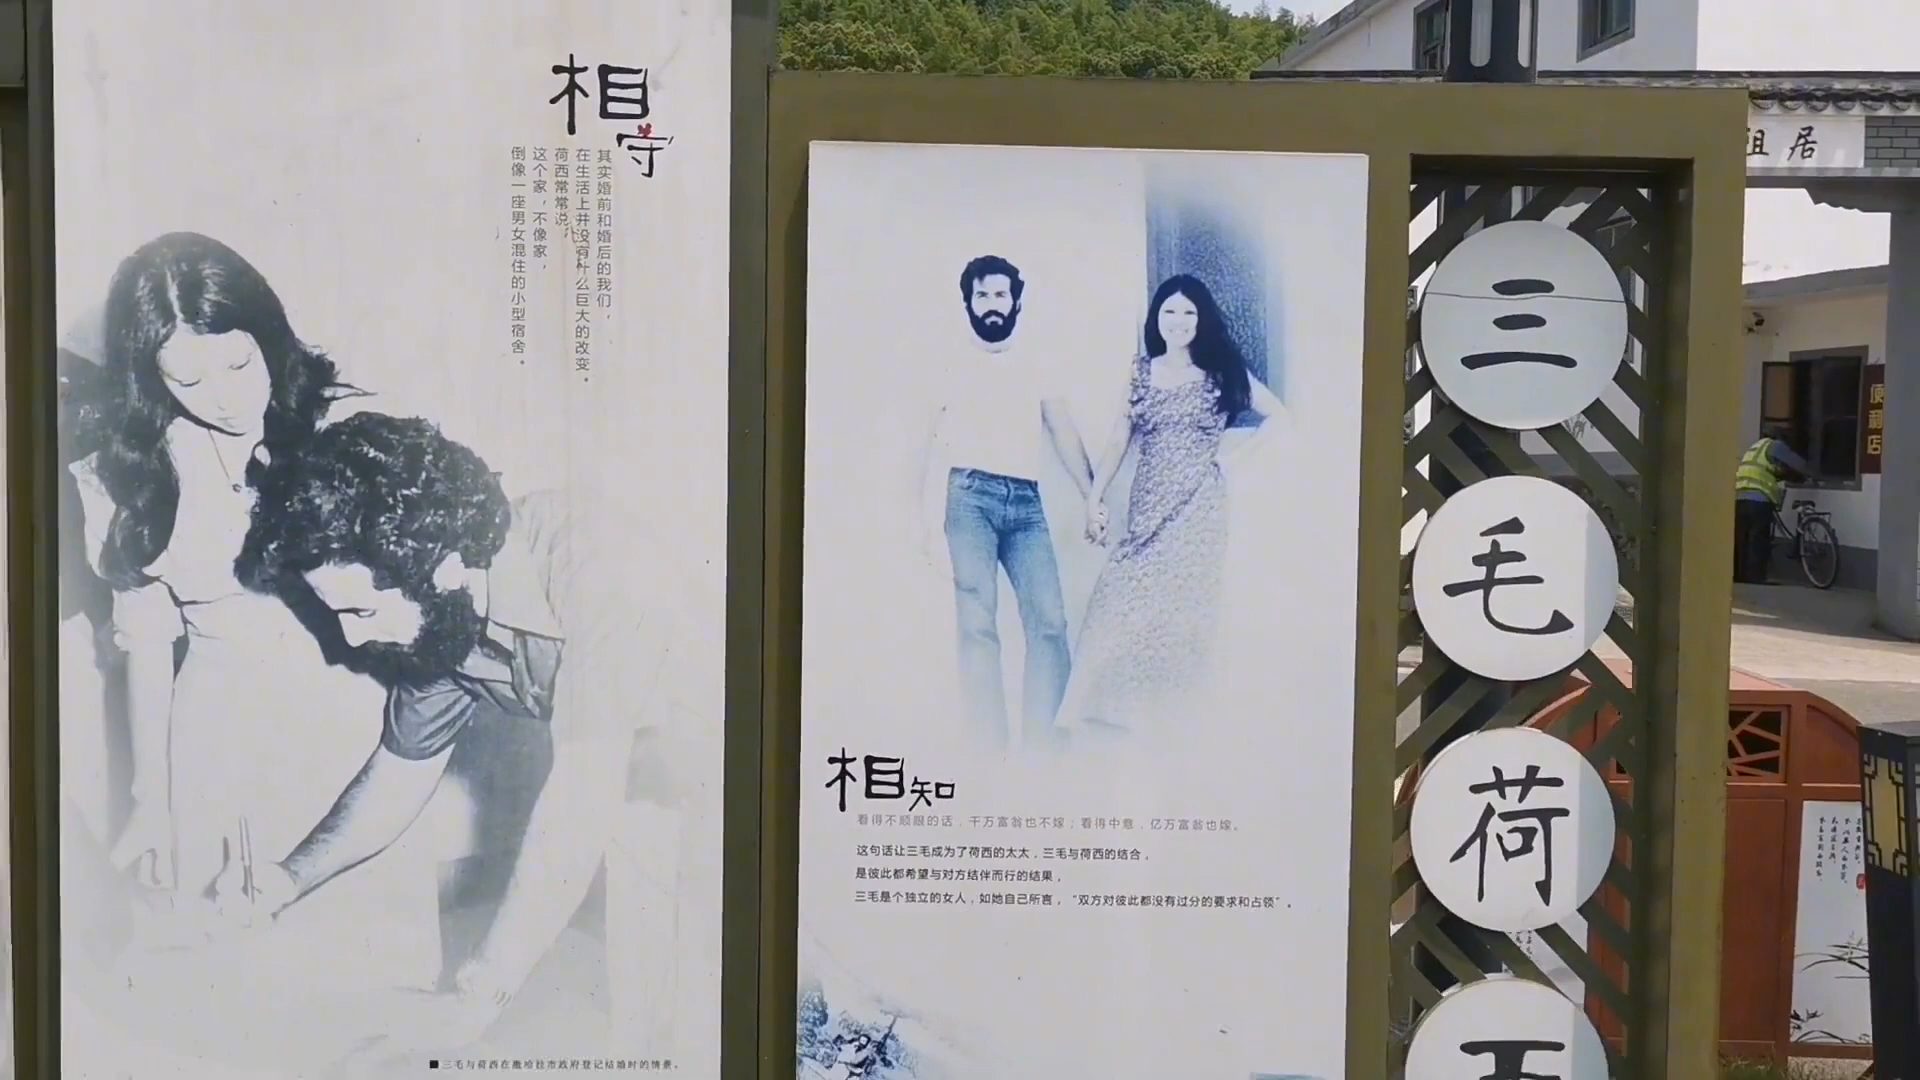 相守
其实婚前和婚后的我们，
在生活上并没有什么巨大的改变。
荷西常常说：
这个家，不像家，
倒像一座男女混住的小型宿舍。
■三毛与荷西在撒哈拉市政府登记结婚时的情景。
相知
看得不顺眼的话，千万富翁也不嫁；看得中意，亿万富翁也嫁。
这句话让三毛成为了荷西的太太，三毛与荷西的结合，
是彼此都希望与对方结伴而行的结果，
三毛是个独立的女人，如她自己所言，“双方对彼此都没有过分的要求和占领”。
三毛荷西
祖居
便利店